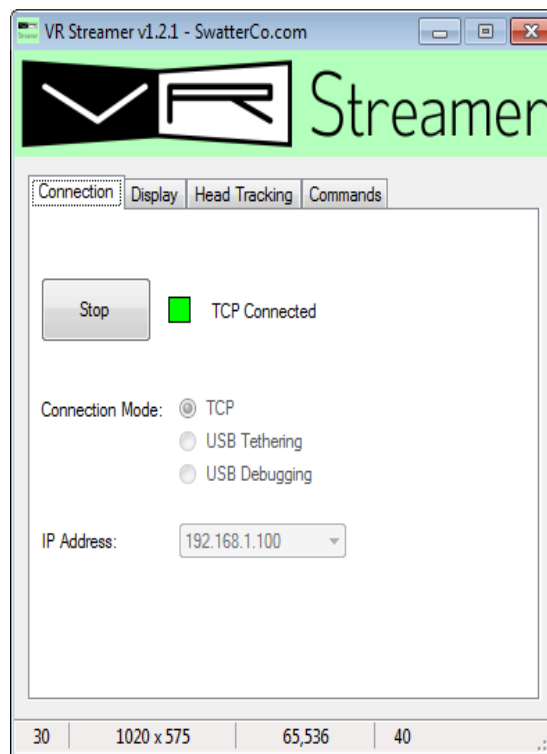 VR Streamer v1.2.1 - SwatterCo.com
VR Streamer
Connection Display Head Tracking Commands
Stop TCP Connected
Connection Mode: TCP
USB Tethering
USB Debugging
IP Address: 192.168.1.100
30 1020 x 575 65,536 40